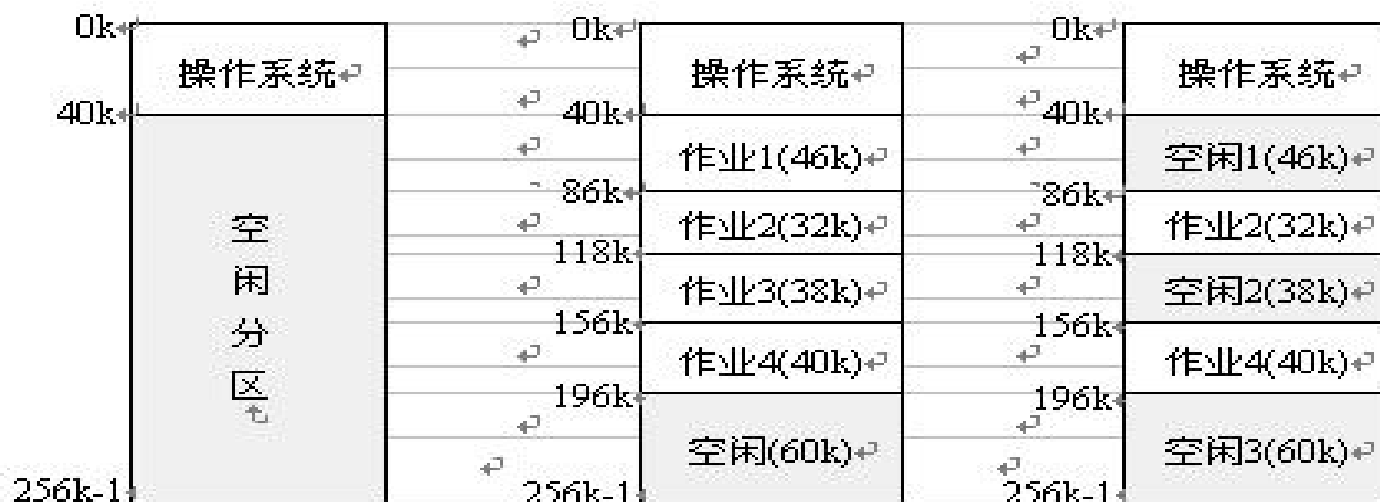 0k
操作系统
40k
空
闲
分
区
256k-1
0k
操作系统
40k
作业1(46k)
86k
作业2(32k)
118k
作业3(38k)
156k
作业4(40k)
196k
空闲(60k)
256k-1
0k
操作系统
40k
空闲1(46k)
86k
作业2(32k)
118k
空闲2(38k)
156k
作业4(40k)
196k
空闲3(60k)
256k-1